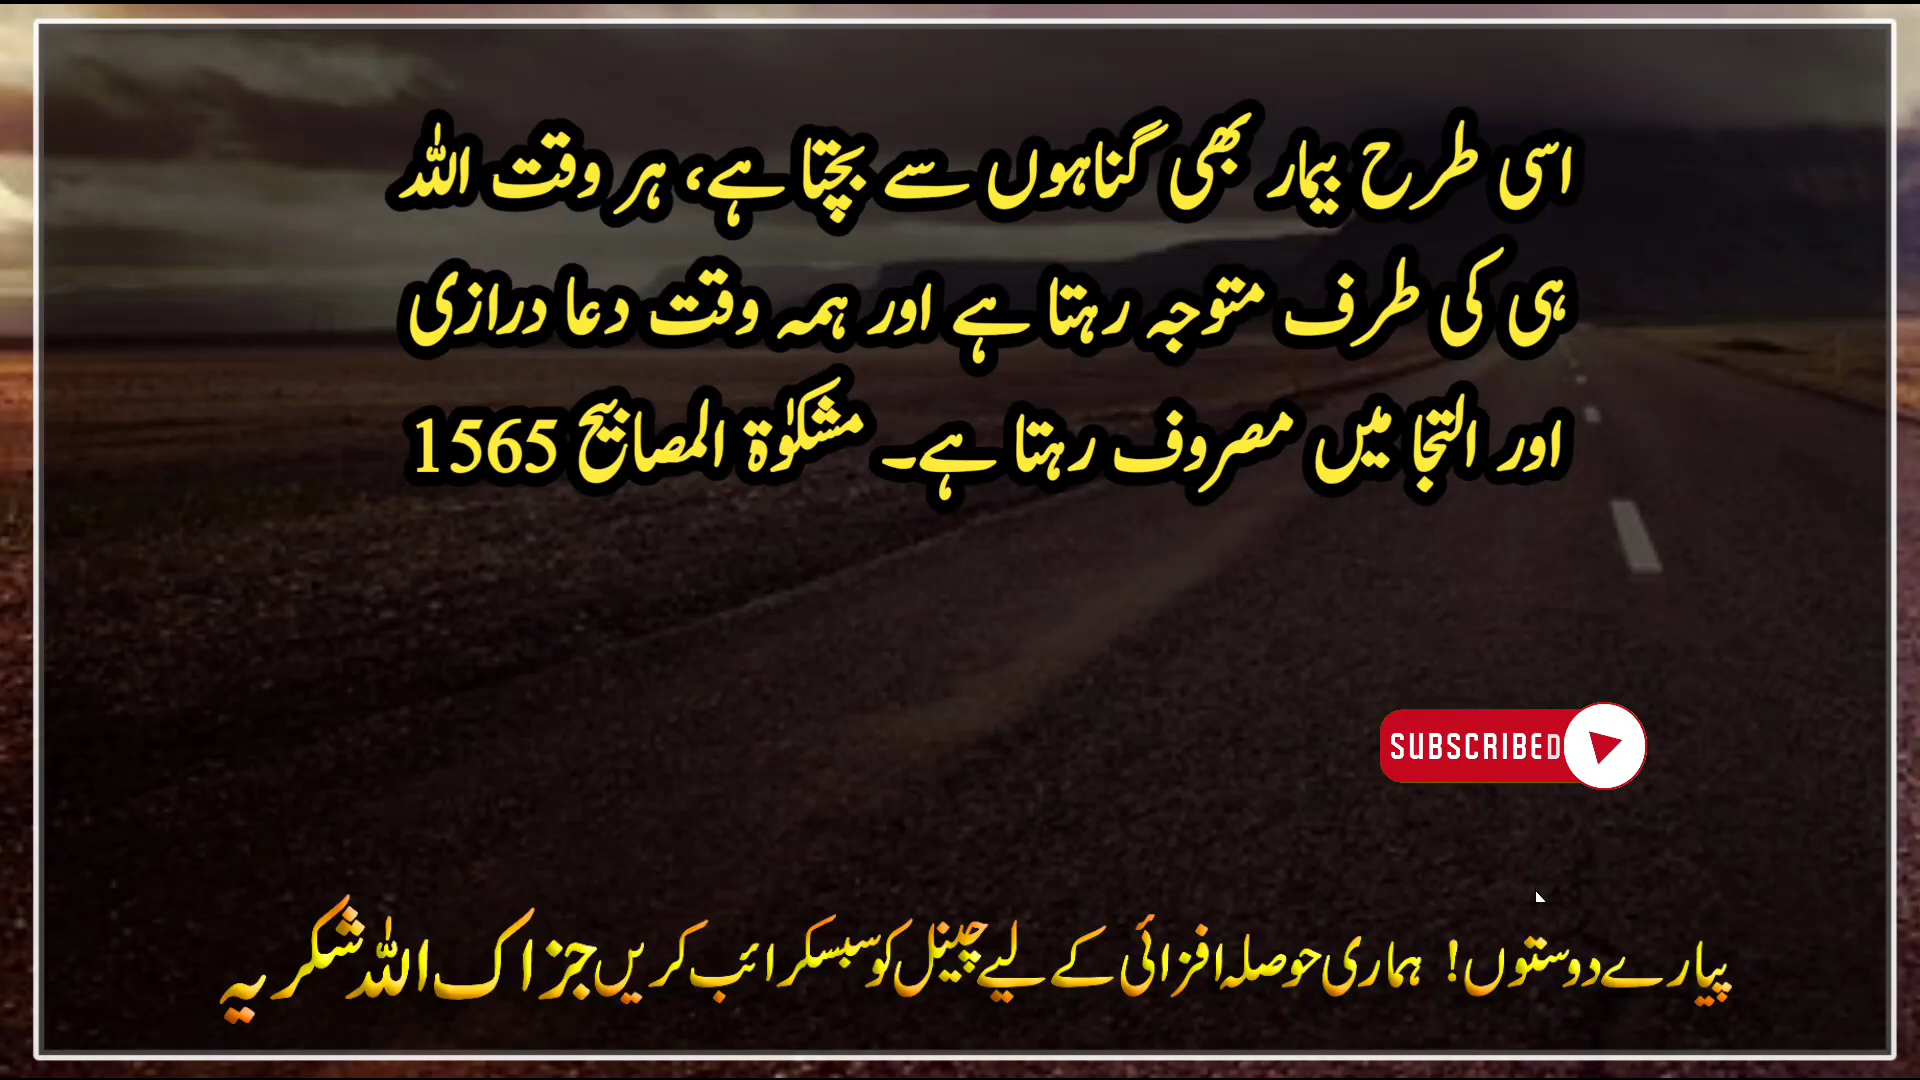 اسی طرح بیمار بھی گناہوں سے بچتا ہے، ہر وقت اللہ
ہی کی طرف متوجہ رہتا ہے اور ہمہ وقت دعا درازی
اور التجا میں مصروف رہتا ہے۔ مشکوٰۃ المصابیح 1565
SUBSCRIBED
پیارے دوستوں! ہماری حوصلہ افزائی کے لیے چینل کو سبسکرائب کریں جزاک اللہ شکریہ